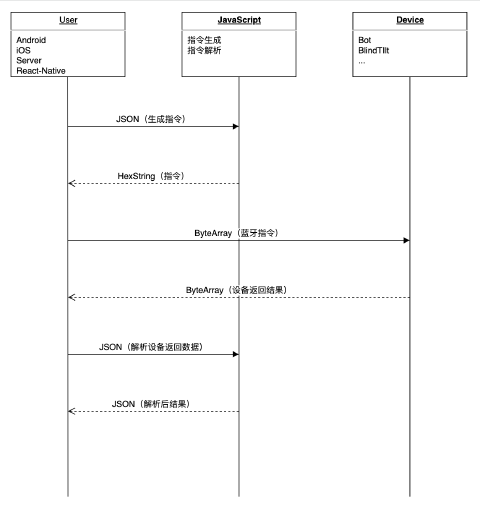 User
Android
iOS
Server
React-Native
JavaScript
指令生成
指令解析
Device
Bot
BlindTIlt
...
JSON（生成指令）
HexString（指令）
ByteArray（蓝牙指令）
ByteArray（设备返回结果）
JSON（解析设备返回数据）
JSON（解析后结果）